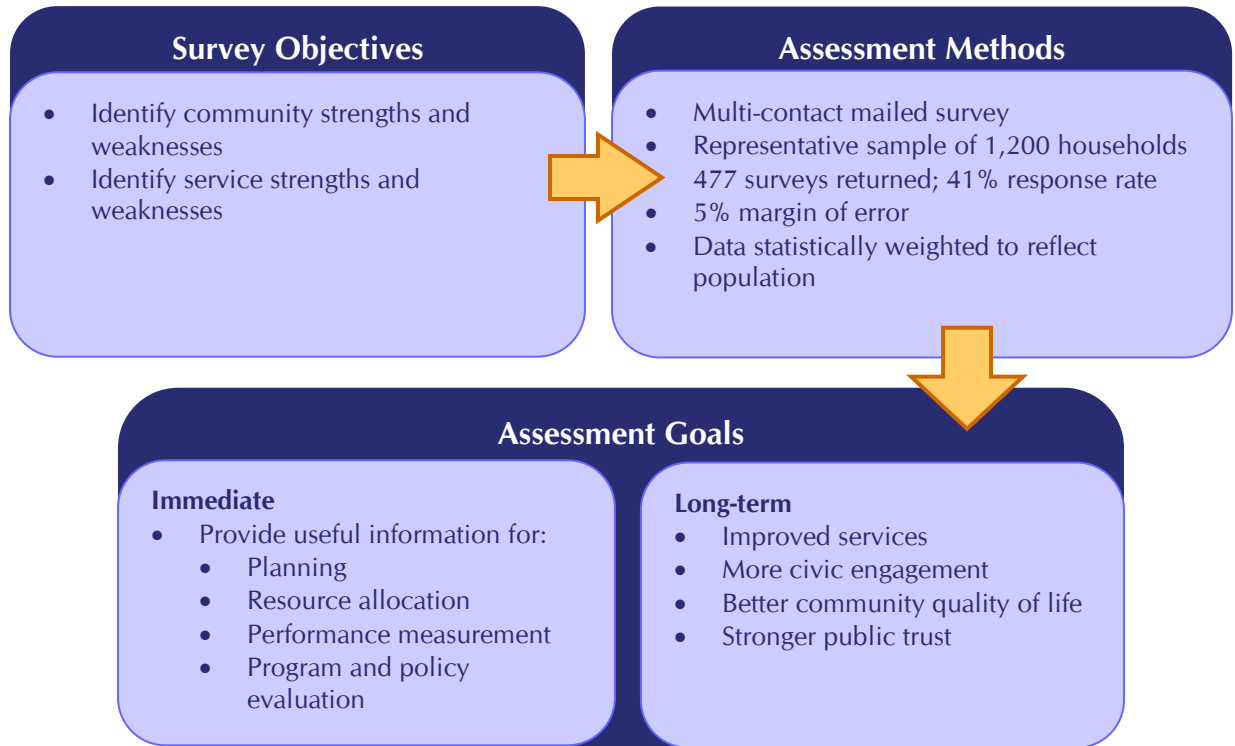 Survey Objectives
• Identify community strengths and
weaknesses
• Identify service strengths and
weaknesses
Assessment Methods
• Multi-contact mailed survey
• Representative sample of 1,200 households
477 surveys returned; 41% response rate
• 5% margin of error
• Data statistically weighted to reflect
population
Assessment Goals
Immediate
• Provide useful information for:
• Planning
• Resource allocation
• Performance measurement
• Program and policy
evaluation
Long-term
• Improved services
• More civic engagement
• Better community quality of life
• Stronger public trust